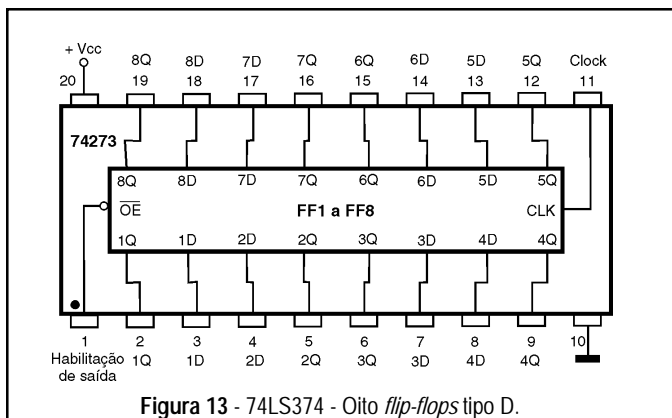 + Vcc 8Q 8D 7D 7Q 6Q 6D 5D 5Q Clock
20 19 18 17 16 15 14 13 12 11
74273
8Q 8D 7D 7Q 6Q 6D 5D 5Q
OE FF1 a FF8 CLK
1Q 1D 2D 2Q 3Q 3D 4D 4Q
1 2 3 4 5 6 7 8 9 10
Habilitação 1Q 1D 2D 2Q 3Q 3D 4D 4Q
de saída
Figura 13 - 74LS374 - Oito flip-flops tipo D.